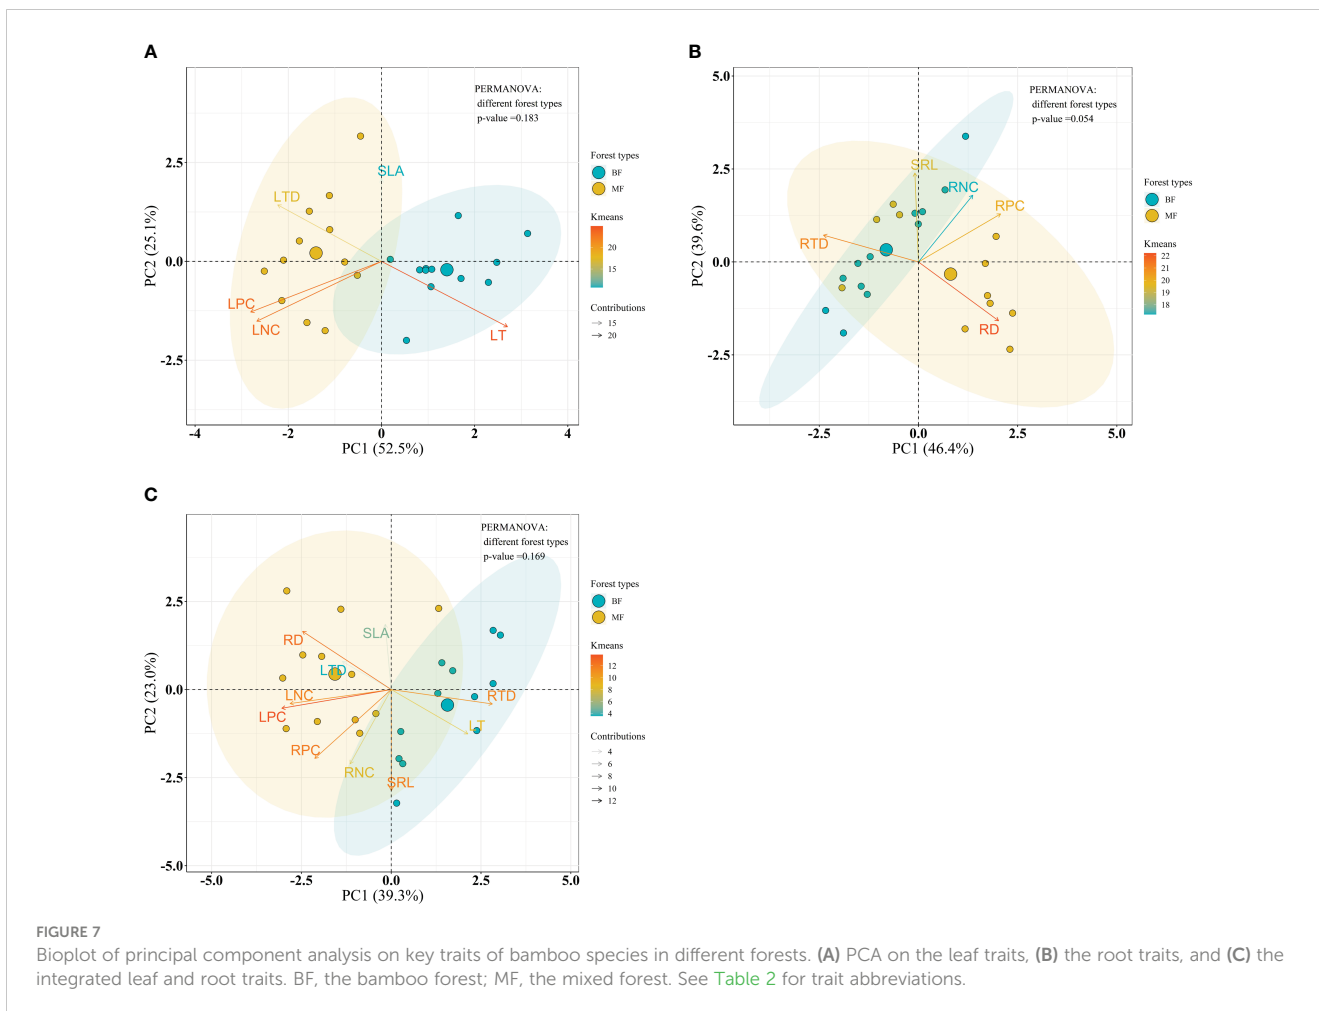 A
PERMANOVA:
different forest types
p-value =0.183
SLA
LTD
LPC
LNC
LT
2.5
0.0
-2.5
-4
-2
0
2
4
PC1 (52.5%)
PC2 (25.1%)
Forest types
BF
MF
Kmeans
20
15
Contributions
15
20
B
PERMANOVA:
different forest types
p-value =0.054
SRL
RNC
RPC
RTD
RD
5.0
2.5
0.0
-2.5
-2.5
0.0
2.5
5.0
PC1 (46.4%)
PC2 (39.6%)
Forest types
BF
MF
Kmeans
22
21
20
19
18
C
PERMANOVA:
different forest types
p-value =0.169
SLA
RD
LTD
LNC
LPC
RPC
RNC
SRL
RTD
LT
2.5
0.0
-2.5
-5.0
-5.0
-2.5
0.0
2.5
5.0
PC1 (39.3%)
PC2 (23.0%)
Forest types
BF
MF
Kmeans
12
10
8
6
4
Contributions
4
6
8
10
12
FIGURE 7
Bioplot of principal component analysis on key traits of bamboo species in different forests. (A) PCA on the leaf traits, (B) the root traits, and (C) the
integrated leaf and root traits. BF, the bamboo forest; MF, the mixed forest. See Table 2 for trait abbreviations.